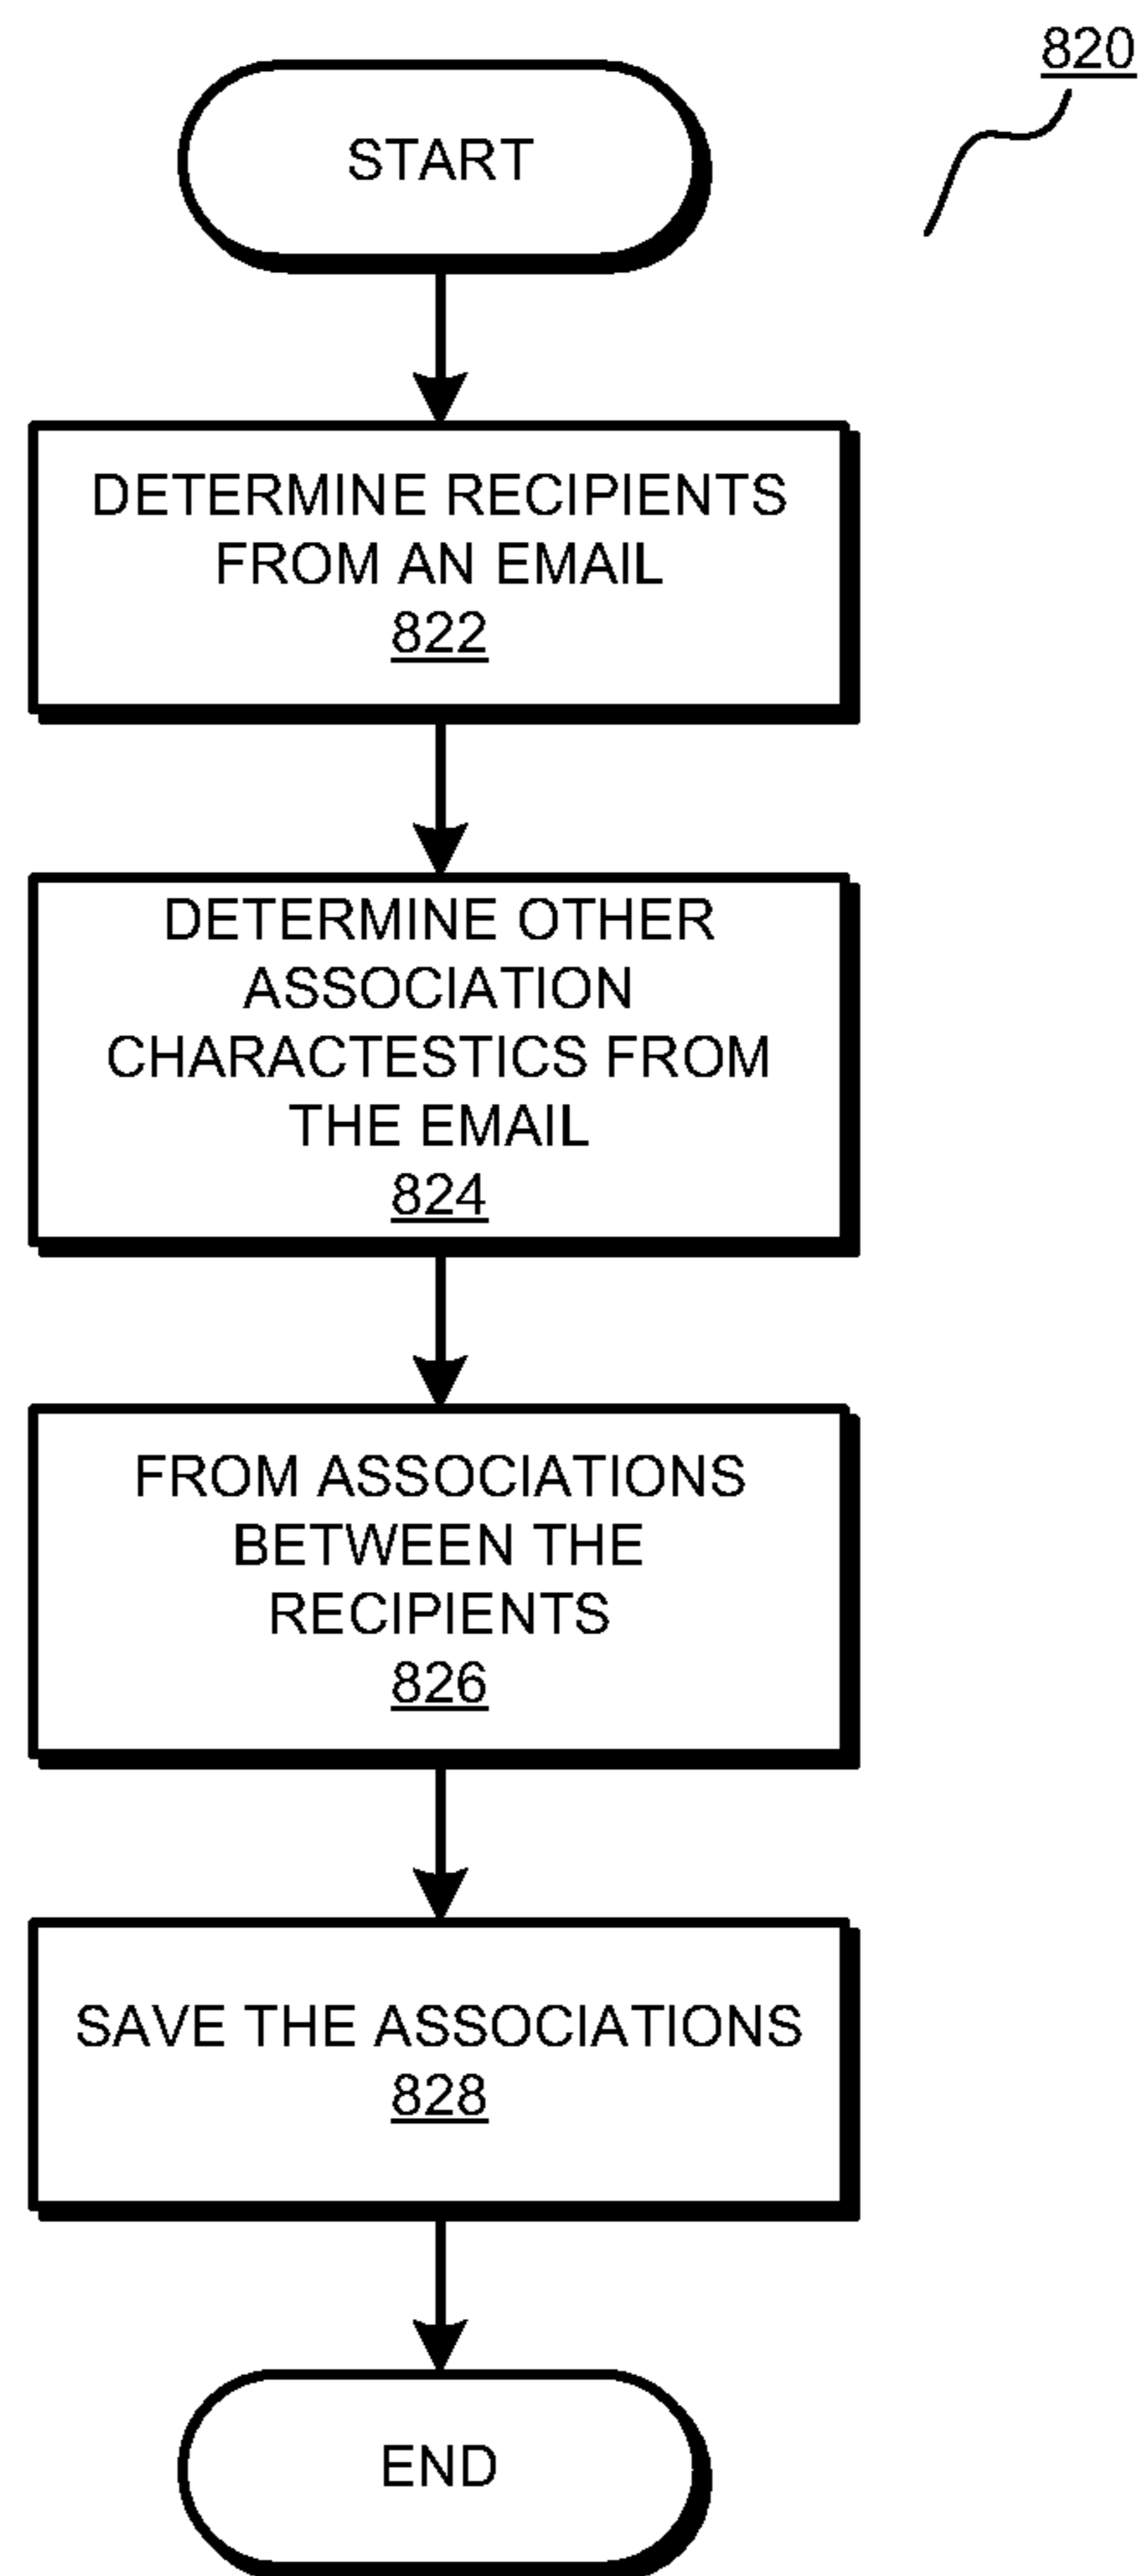 820
START
DETERMINE RECIPIENTS
FROM AN EMAIL
822
DETERMINE OTHER
ASSOCIATION
CHARACTESTICS FROM
THE EMAIL
824
FROM ASSOCIATIONS
BETWEEN THE
RECIPIENTS
826
SAVE THE ASSOCIATIONS
828
END